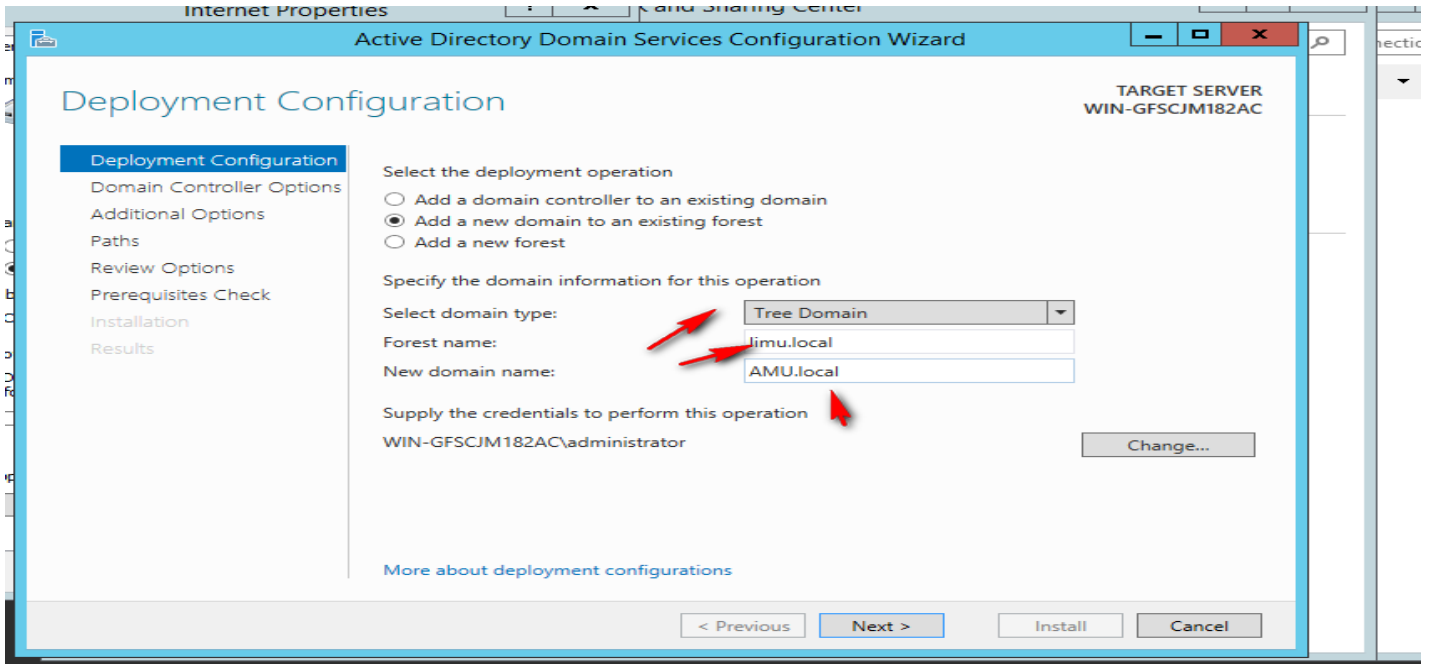 Internet Properties
and Sharing Center
Active Directory Domain Services Configuration Wizard
Deployment Configuration
TARGET SERVER
WIN-GFSCJM182AC
Deployment Configuration
Domain Controller Options
Additional Options
Paths
Review Options
Prerequisites Check
Installation
Results
Select the deployment operation
Add a domain controller to an existing domain
Add a new domain to an existing forest
Add a new forest
Specify the domain information for this operation
Select domain type:
Tree Domain
Forest name:
limu.local
New domain name:
AMU.local
Supply the credentials to perform this operation
WIN-GFSCJM182AC\administrator
Change...
More about deployment configurations
< Previous
Next >
Install
Cancel